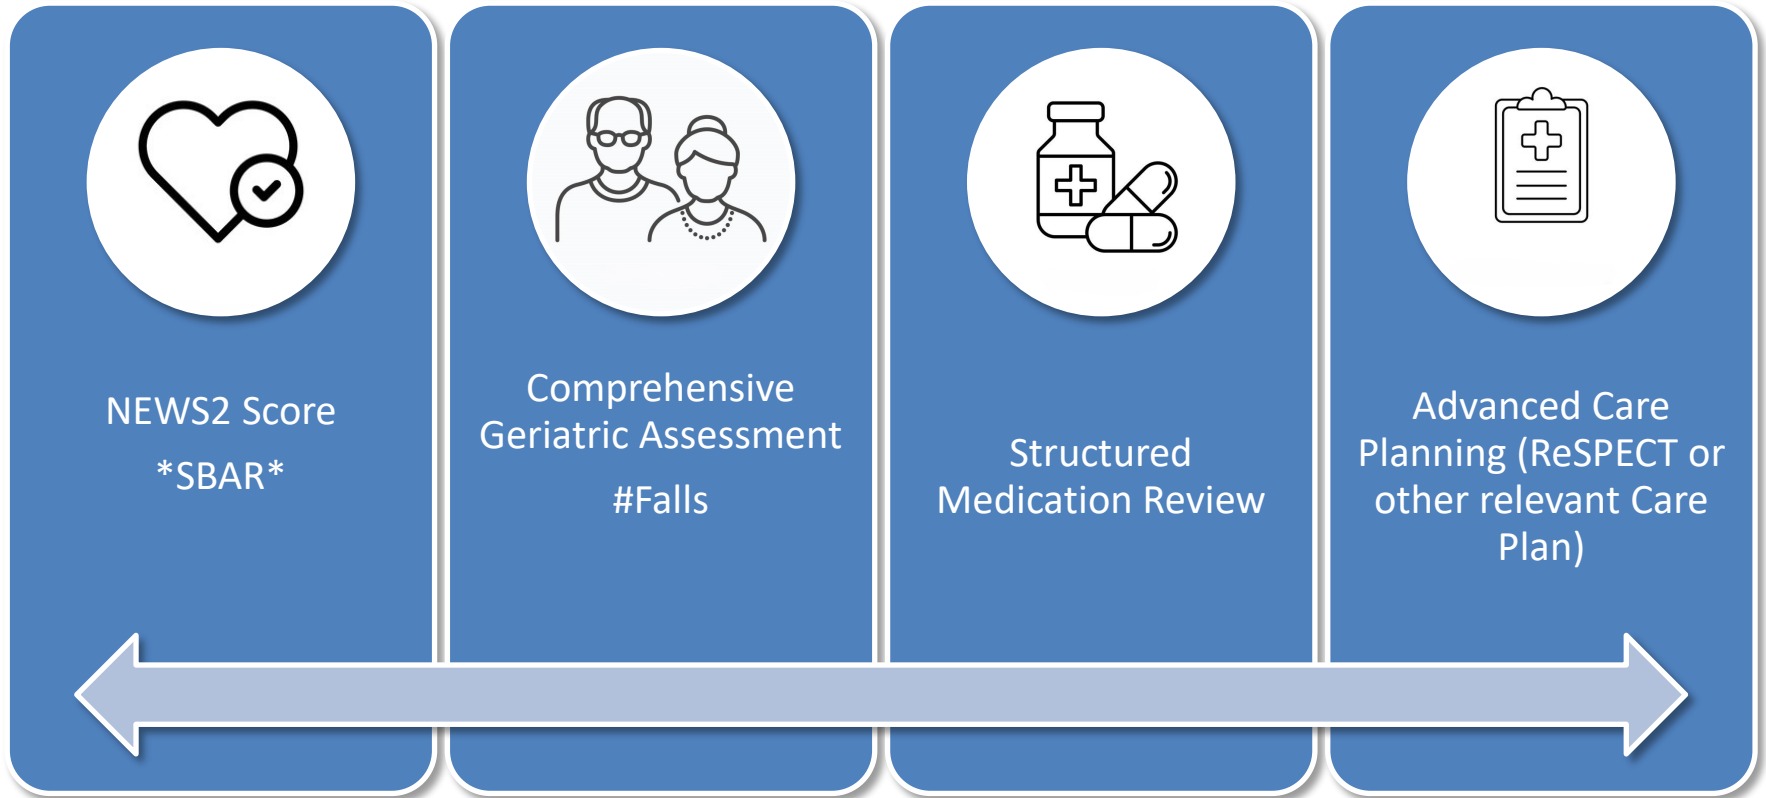 NEWS2 Score
*SBAR*
Comprehensive
Geriatric Assessment
#Falls
Structured
Medication Review
Advanced Care
Planning (ReSPECT or
other relevant Care
Plan)